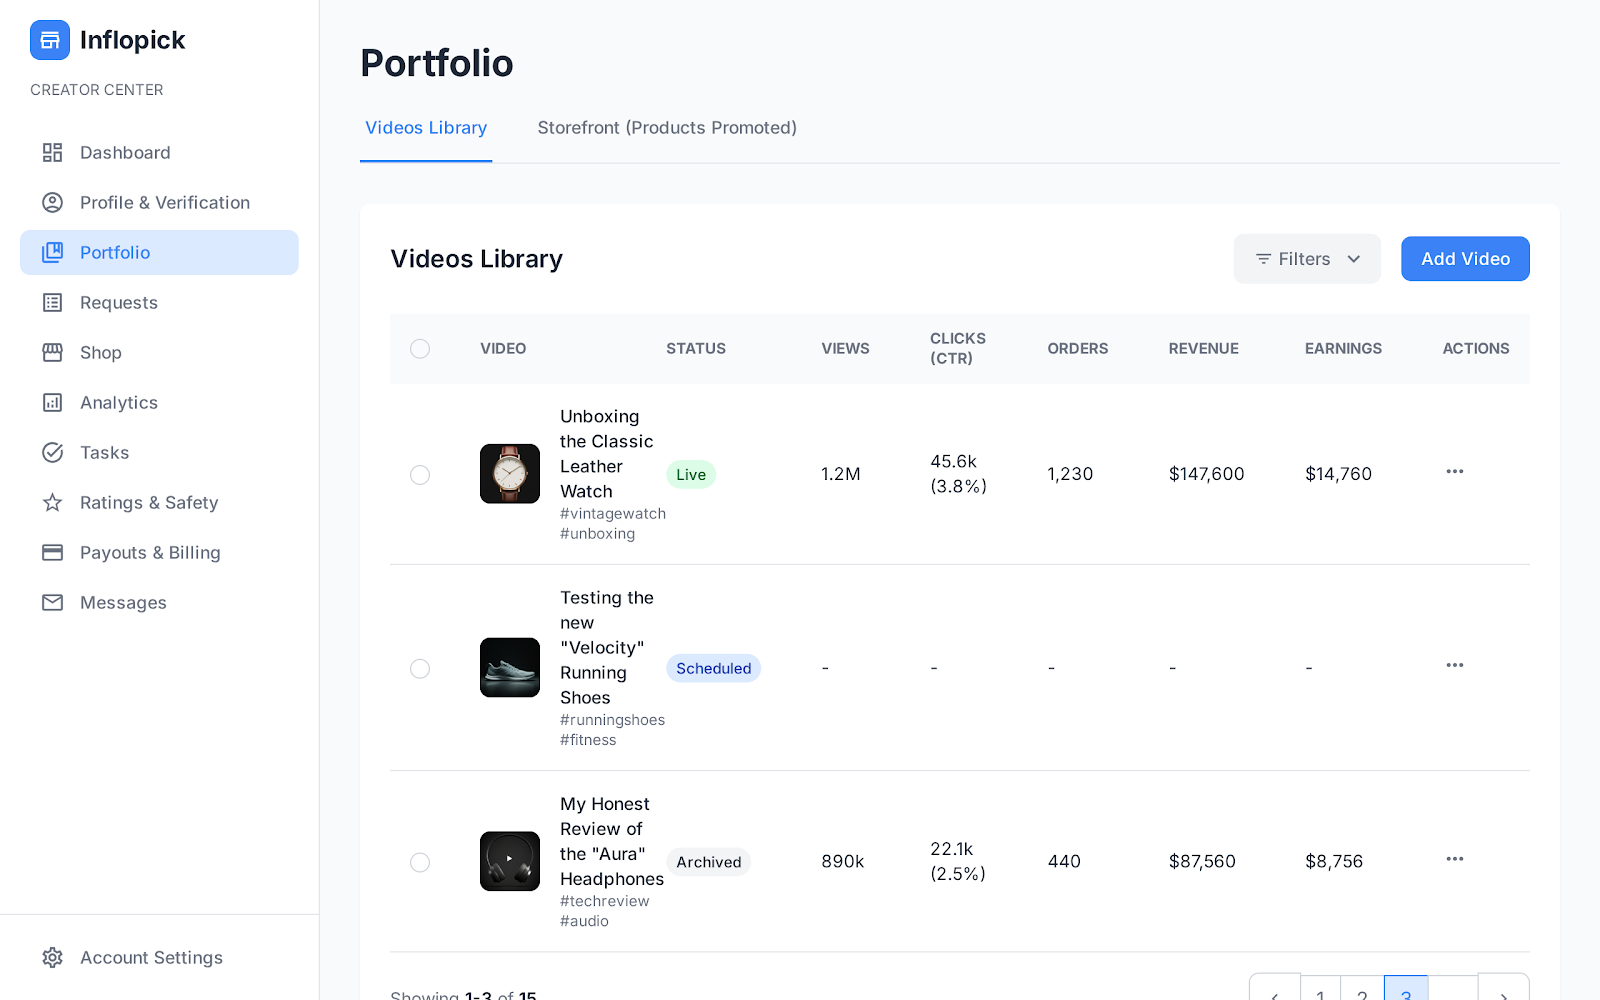 Inflopick
CREATOR CENTER
Dashboard
Profile & Verification
Portfolio
Requests
Shop
Analytics
Tasks
Ratings & Safety
Payouts & Billing
Messages
Account Settings
Portfolio
Videos Library
Storefront (Products Promoted)
Videos Library
Filters
Add Video
VIDEO
STATUS
VIEWS
CLICKS
(CTR)
ORDERS
REVENUE
EARNINGS
ACTIONS
Unboxing
the Classic
Leather
Watch
#vintagewatch
#unboxing
Live
1.2M
45.6k
(3.8%)
1,230
$147,600
$14,760
Testing the
new
"Velocity"
Running
Shoes
#runningshoes
#fitness
Scheduled
-
-
-
-
-
My Honest
Review of
the "Aura"
Headphones
#techreview
#audio
Archived
890k
22.1k
(2.5%)
440
$87,560
$8,756
Showing 1-3 of 15
1
2
3